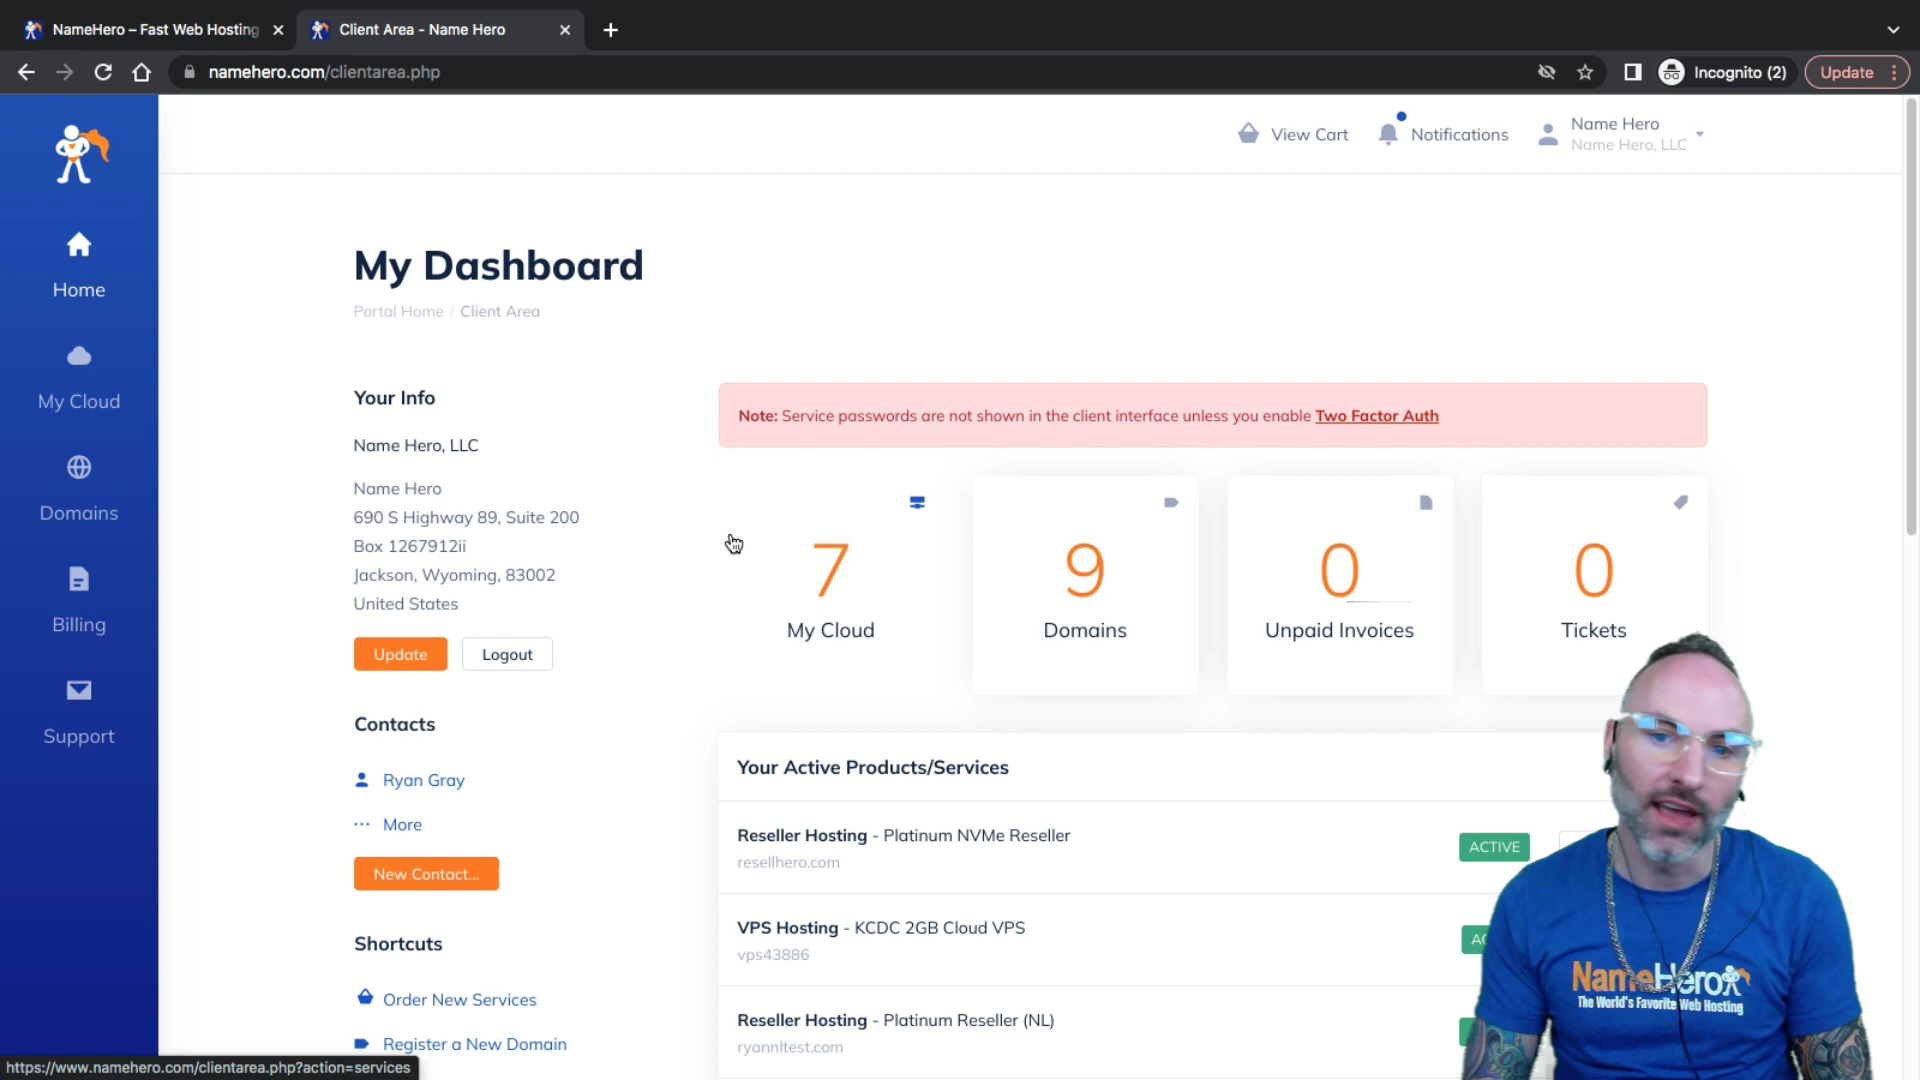 NameHero – Fast Web Hosting
Client Area - Name Hero
namehero.com/clientarea.php
Incognito (2)
Update
View Cart
Notifications
Name Hero
Name Hero, LLC
Home
My Cloud
Domains
Billing
Support
My Dashboard
Portal Home / Client Area
Your Info
Name Hero, LLC
Name Hero
690 S Highway 89, Suite 200
Box 1267912ii
Jackson, Wyoming, 83002
United States
Update
Logout
Contacts
Ryan Gray
More
New Contact...
Shortcuts
Order New Services
Register a New Domain
Note: Service passwords are not shown in the client interface unless you enable Two Factor Auth
7
My Cloud
9
Domains
0
Unpaid Invoices
0
Tickets
Your Active Products/Services
Reseller Hosting - Platinum NVMe Reseller
resellhero.com
ACTIVE
VPS Hosting - KCDC 2GB Cloud VPS
vps43886
Reseller Hosting - Platinum Reseller (NL)
ryannltest.com
NameHero
The World's Favorite Web Hosting
https://www.namehero.com/clientarea.php?action=services